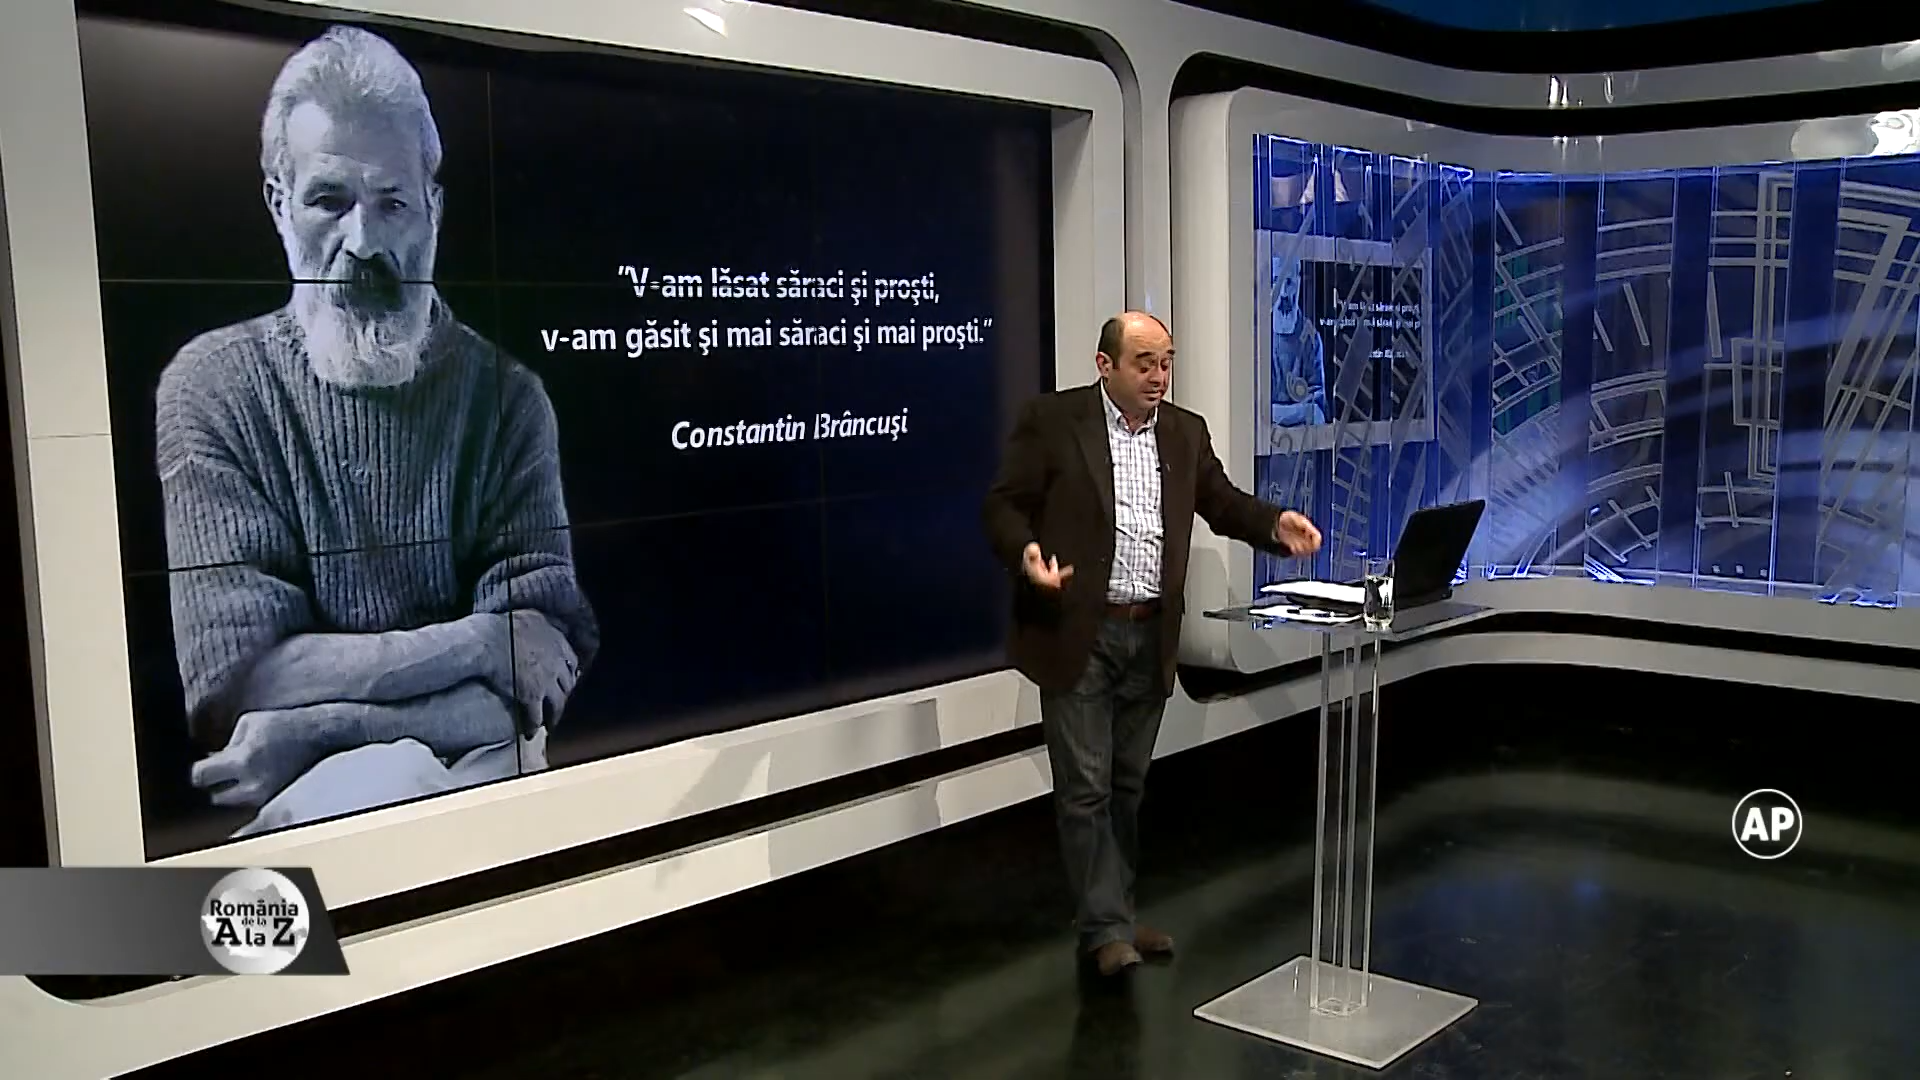 "V-am lăsat săraci şi proşti,
v-am găsit şi mai săraci şi mai proşti."
Constantin Brâncuşi
România
de la
A la Z
AP